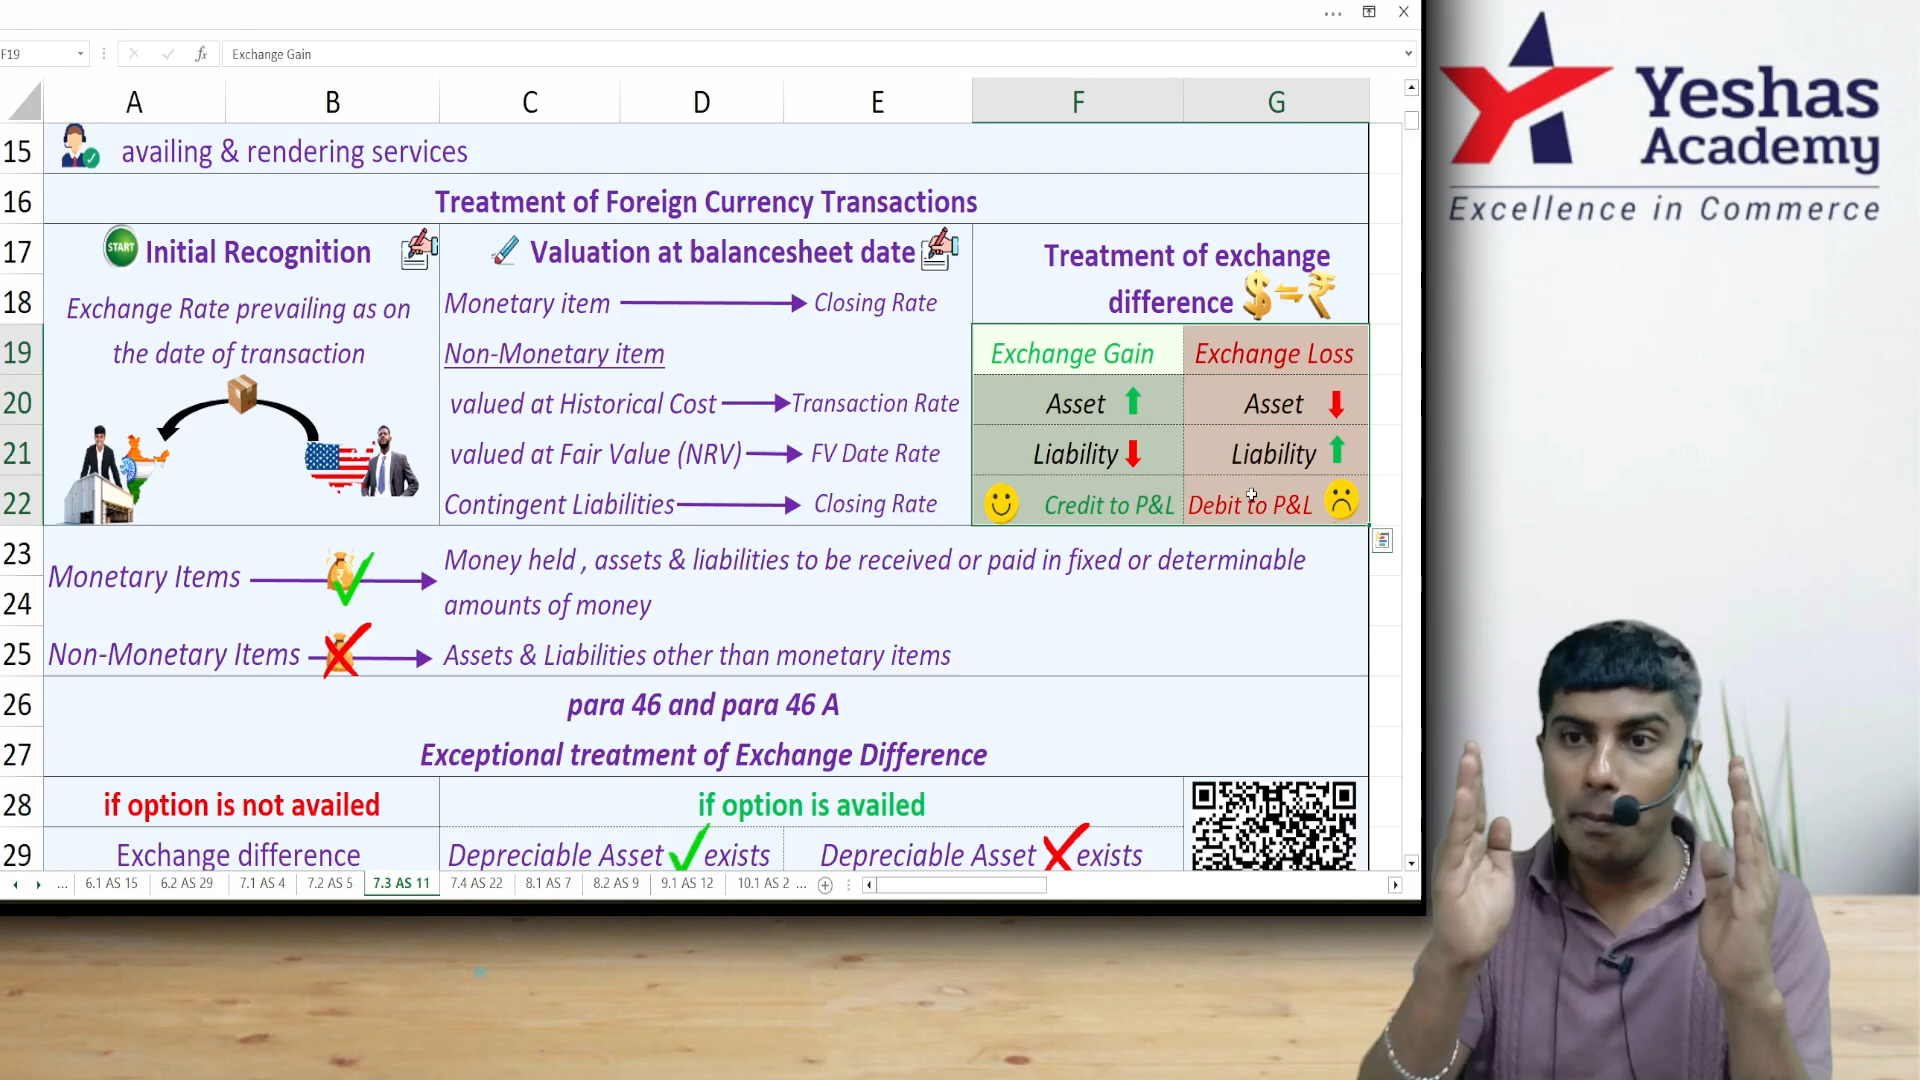 F19
fx
Exchange Gain
A B C D E F G
15 availing & rendering services
16 Treatment of Foreign Currency Transactions
17 START Initial Recognition Valuation at balancesheet date Treatment of exchange
18 Exchange Rate prevailing as on Monetary item Closing Rate difference
19 the date of transaction Non-Monetary item Exchange Gain Exchange Loss
20 valued at Historical Cost Transaction Rate Asset Asset
21 valued at Fair Value (NRV) FV Date Rate Liability Liability
22 Contingent Liabilities Closing Rate Credit to P&L Debit to P&L
23 Monetary Items Money held , assets & liabilities to be received or paid in fixed or determinable
24 amounts of money
25 Non-Monetary Items Assets & Liabilities other than monetary items
26 para 46 and para 46 A
27 Exceptional treatment of Exchange Difference
28 if option is not availed if option is availed
29 Exchange difference Depreciable Asset exists Depreciable Asset exists
... 6.1 AS 15 6.2 AS 29 7.1 AS 4 7.2 AS 5 7.3 AS 11 7.4 AS 22 8.1 AS 7 8.2 AS 9 9.1 AS 12 10.1 AS 2 ...
Yeshas
Academy
Excellence in Commerce